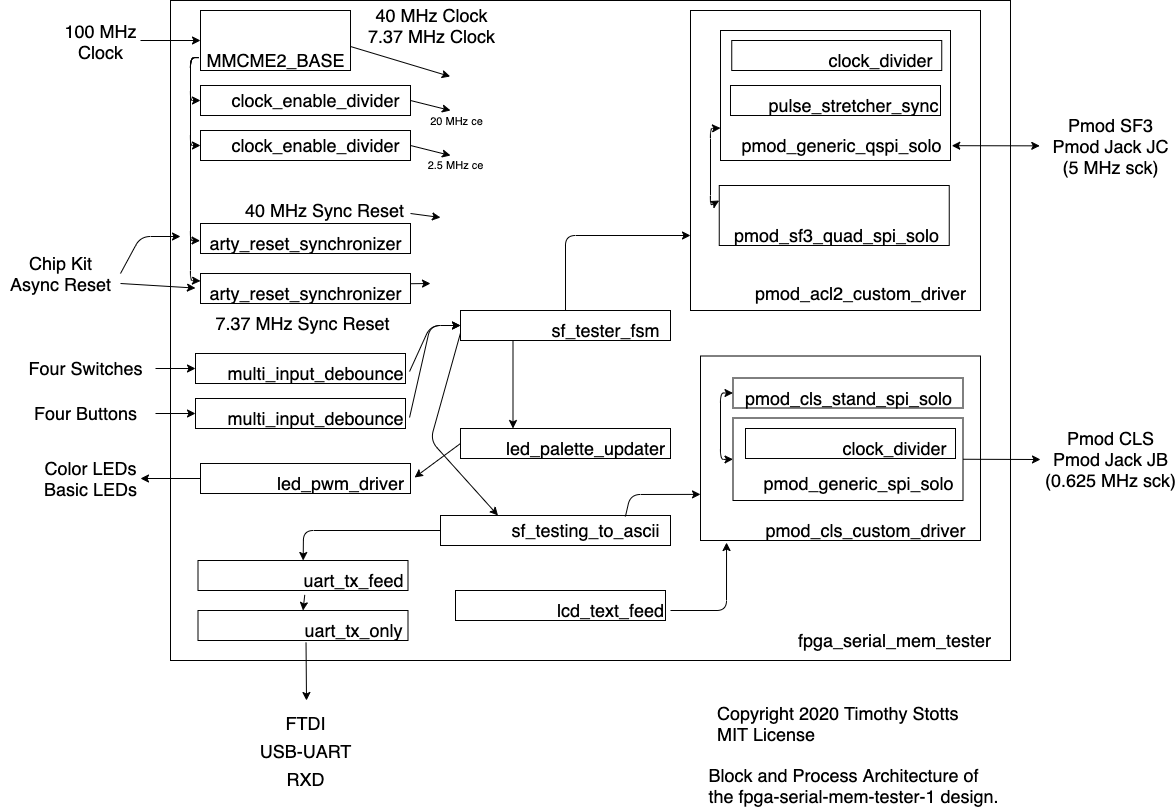 100 MHz
Clock
MMCME2_BASE
40 MHz Clock
7.37 MHz Clock
clock_enable_divider
20 MHz ce
clock_enable_divider
2.5 MHz ce
40 MHz Sync Reset
arty_reset_synchronizer
Chip Kit
Async Reset
arty_reset_synchronizer
7.37 MHz Sync Reset
Four Switches
multi_input_debounce
Four Buttons
multi_input_debounce
Color LEDs
Basic LEDs
led_pwm_driver
sf_tester_fsm
led_palette_updater
sf_testing_to_ascii
uart_tx_feed
uart_tx_only
lcd_text_feed
clock_divider
pulse_stretcher_sync
pmod_generic_qspi_solo
pmod_sf3_quad_spi_solo
pmod_acl2_custom_driver
Pmod SF3
Pmod Jack JC
(5 MHz sck)
pmod_cls_stand_spi_solo
clock_divider
pmod_generic_spi_solo
pmod_cls_custom_driver
Pmod CLS
Pmod Jack JB
(0.625 MHz sck)
fpga_serial_mem_tester
FTDI
USB-UART
RXD
Copyright 2020 Timothy Stotts
MIT License
Block and Process Architecture of
the fpga-serial-mem-tester-1 design.